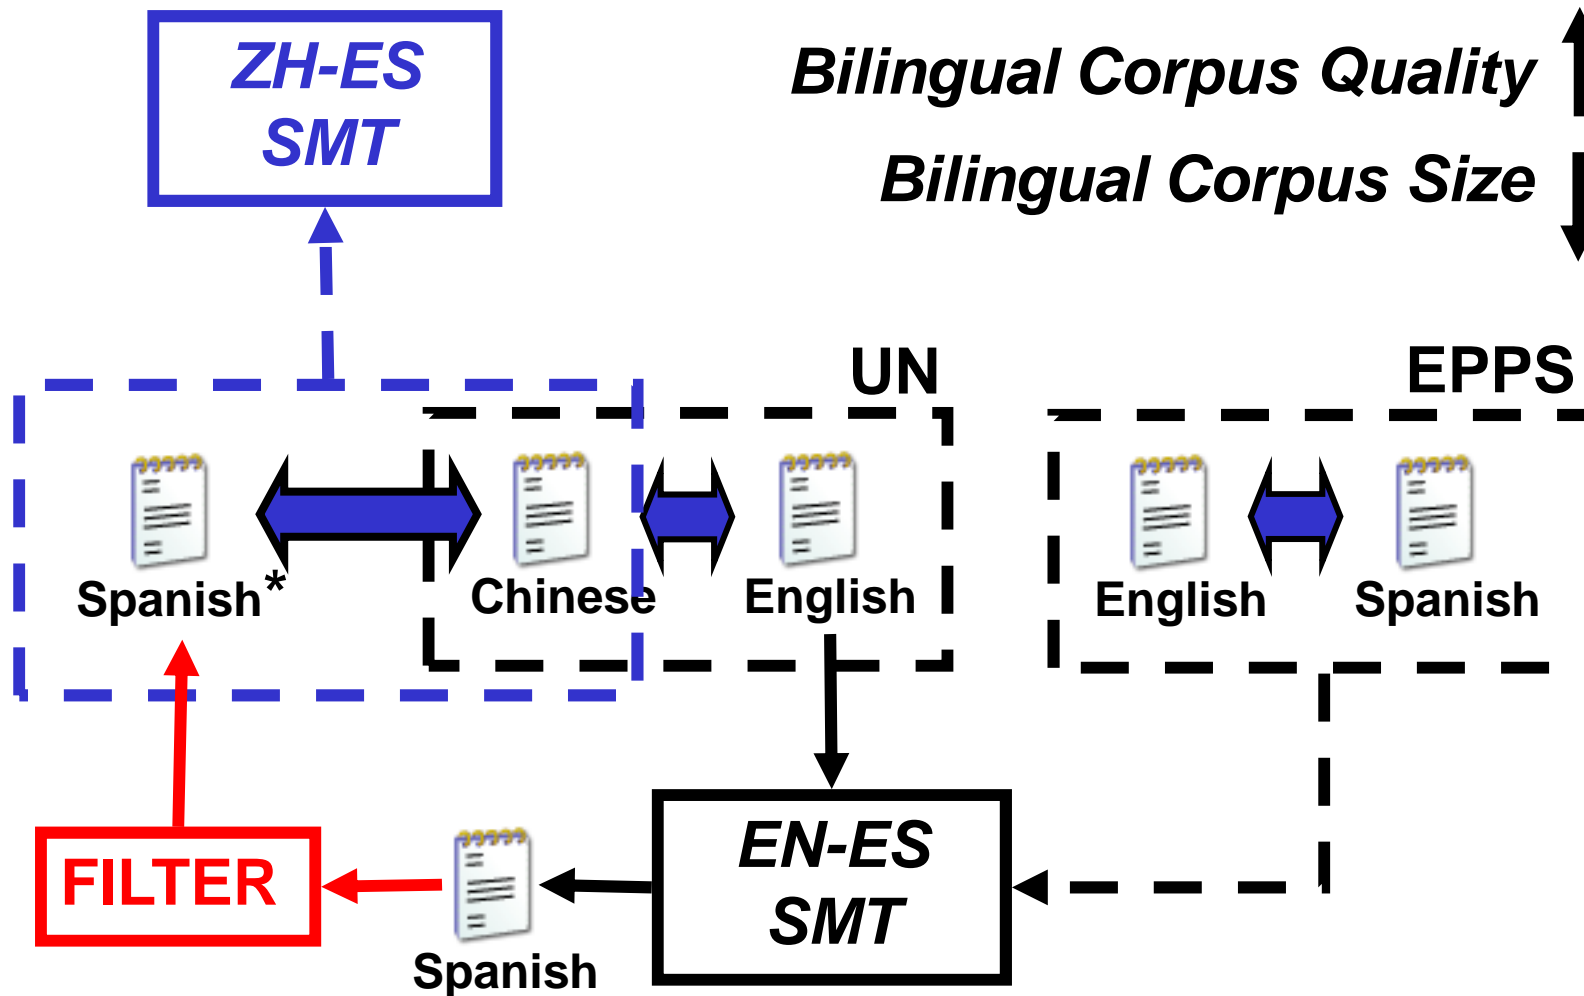 ZH-ES
SMT
Bilingual Corpus Quality
Bilingual Corpus Size
UN
EPPS
Spanish*
Chinese
English
English
Spanish
FILTER
Spanish
EN-ES
SMT